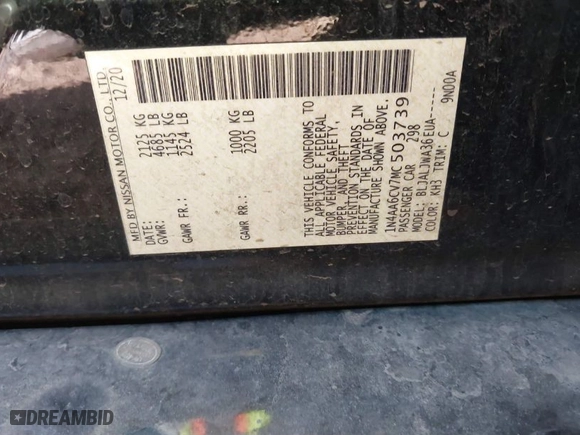 MFD BY NISSAN MOTOR CO., LTD.
DATE: 12/20
GVWR: 2125 KG
4685 LB
GAWR FR: 1145 KG
2524 LB
GAWR RR: 1000 KG
2205 LB
THIS VEHICLE CONFORMS TO
ALL APPLICABLE FEDERAL
MOTOR VEHICLE SAFETY,
BUMPER, AND THEFT
PREVENTION STANDARDS IN
EFFECT ON THE DATE OF
MANUFACTURE SHOWN ABOVE.
1N4AA6CV7MC503739
PASSENGER CAR 298
MODEL: BLJALJWA36EUA-----
COLOR: KH3 TRIM: C 9N00A
DREAMBID